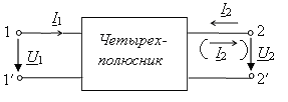 1 I1 I2 2
Четырех-
полюсник
U1 (I2) U2
1′ 2′